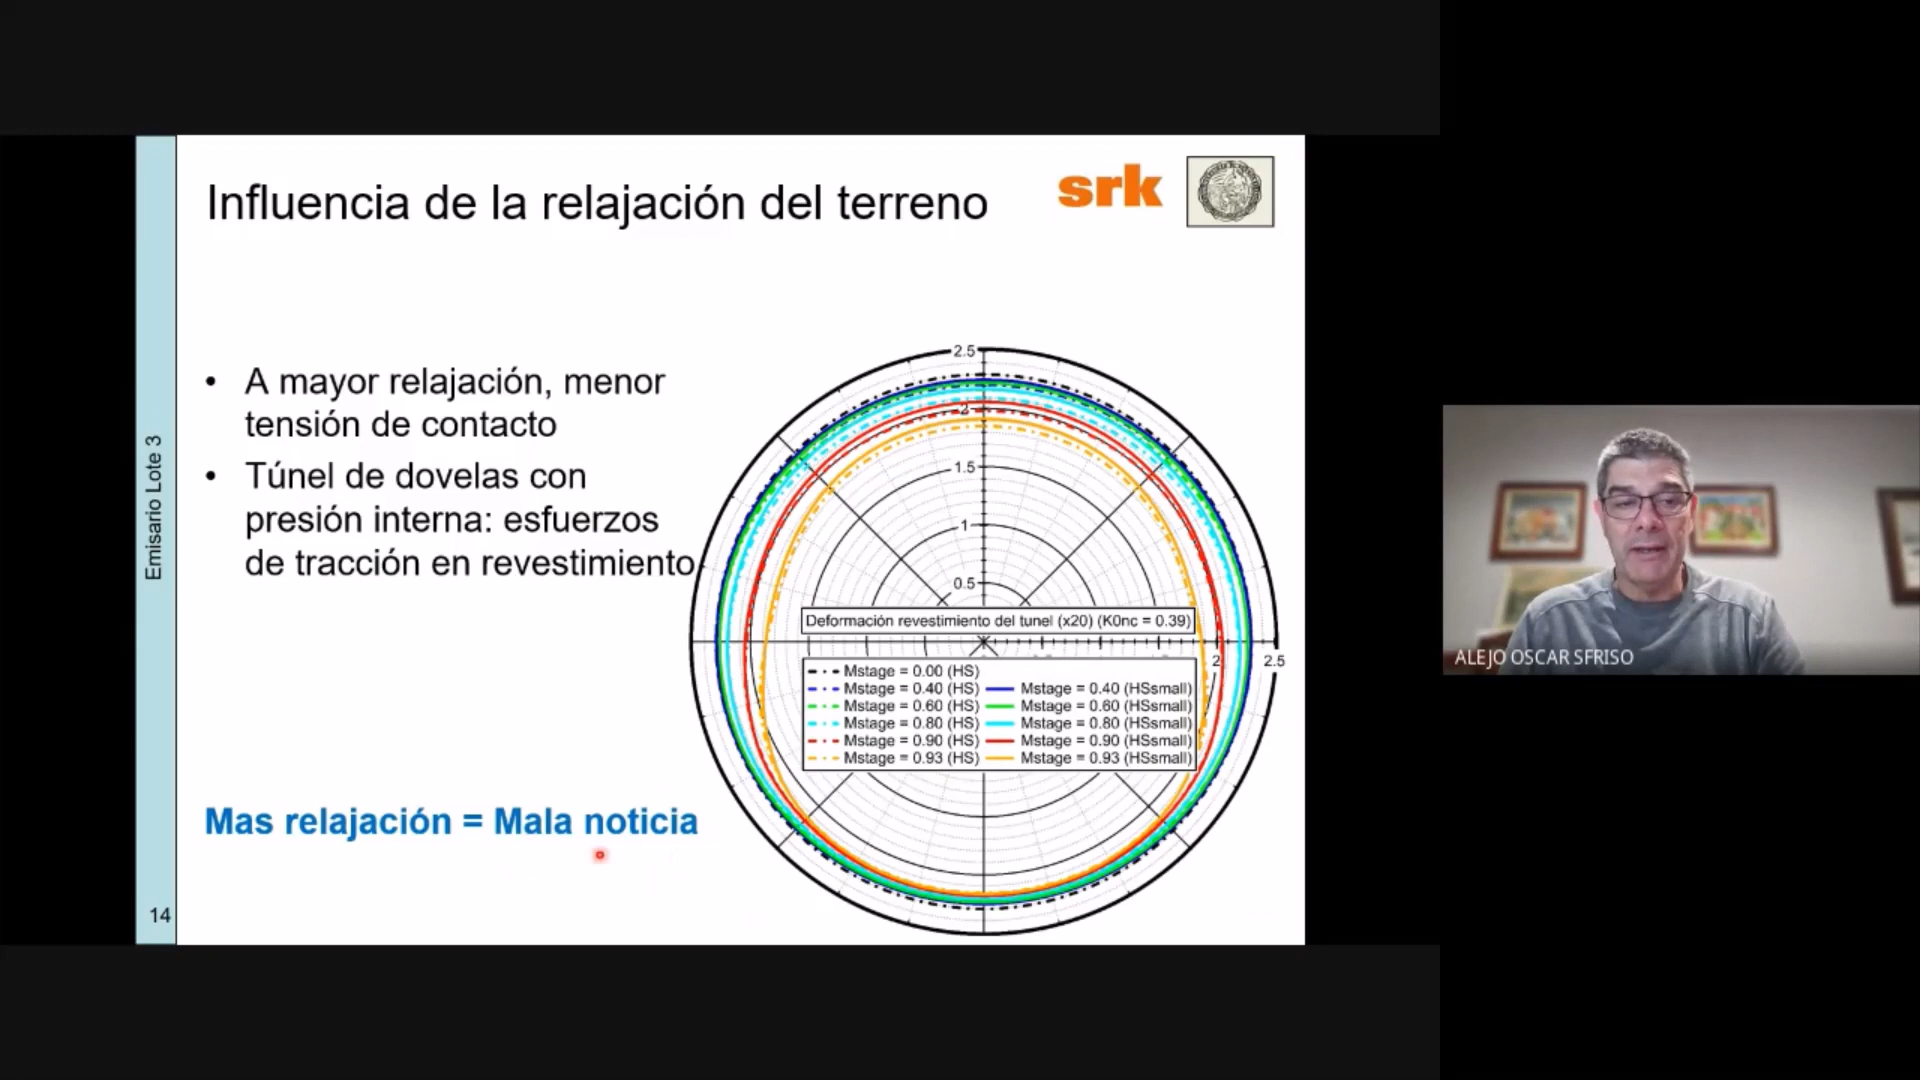 Influencia de la relajación del terreno
srk
• A mayor relajación, menor
tensión de contacto
• Túnel de dovelas con
presión interna: esfuerzos
de tracción en revestimiento
Mas relajación = Mala noticia
Emisario Lote 3
14
2.5
2
1.5
1
0.5
2
2.5
Deformación revestimiento del tunel (x20) (K0nc = 0.39)
Mstage = 0.00 (HS)
Mstage = 0.40 (HS) Mstage = 0.40 (HSsmall)
Mstage = 0.60 (HS) Mstage = 0.60 (HSsmall)
Mstage = 0.80 (HS) Mstage = 0.80 (HSsmall)
Mstage = 0.90 (HS) Mstage = 0.90 (HSsmall)
Mstage = 0.93 (HS) Mstage = 0.93 (HSsmall)
ALEJO OSCAR SFRISO